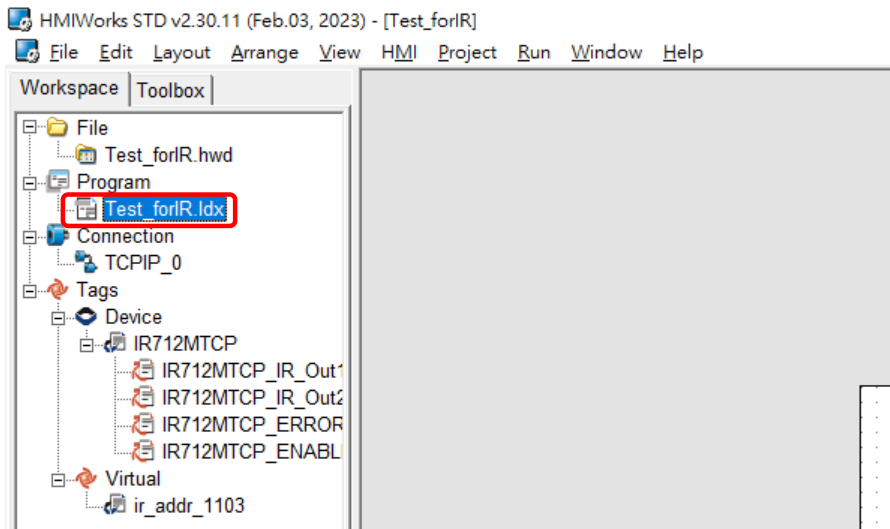 HMIWorks STD v2.30.11 (Feb.03, 2023) - [Test_forIR]
File Edit Layout Arrange View HMI Project Run Window Help
Workspace Toolbox
File
Test_forIR.hwd
Program
Test_forIR.ldx
Connection
TCPIP_0
Tags
Device
IR712MTCP
IR712MTCP_IR_Out1
IR712MTCP_IR_Out2
IR712MTCP_ERROR
IR712MTCP_ENABL
Virtual
ir_addr_1103